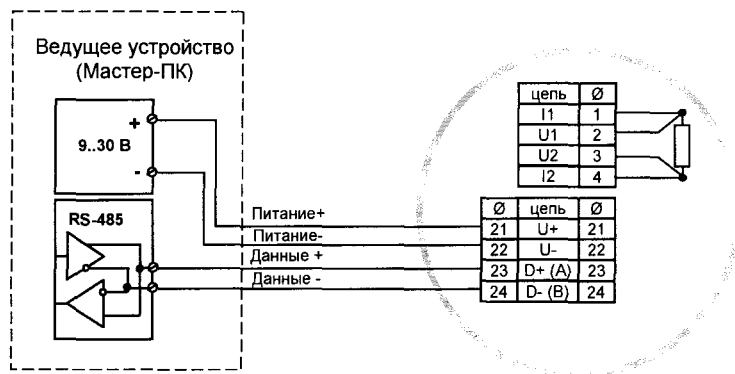 Ведущее устройство
(Мастер-ПК)
+
9..30 В
-
RS-485
Питание+
Питание-
Данные +
Данные -
цепь Ø
I1 1
U1 2
U2 3
I2 4
Ø цепь Ø
21 U+ 21
22 U- 22
23 D+ (A) 23
24 D- (B) 24